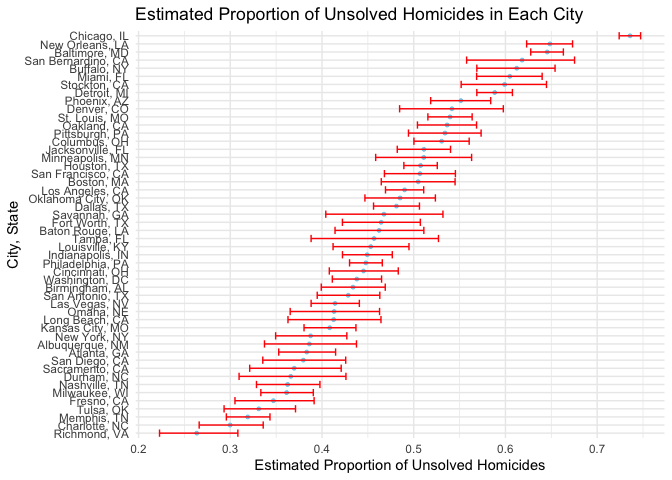 Estimated Proportion of Unsolved Homicides in Each City
City, State
Chicago, IL
New Orleans, LA
Baltimore, MD
San Bernardino, CA
Buffalo, NY
Miami, FL
Stockton, CA
Detroit, MI
Phoenix, AZ
Denver, CO
St. Louis, MO
Oakland, CA
Pittsburgh, PA
Columbus, OH
Jacksonville, FL
Minneapolis, MN
Houston, TX
San Francisco, CA
Boston, MA
Los Angeles, CA
Oklahoma City, OK
Dallas, TX
Savannah, GA
Fort Worth, TX
Baton Rouge, LA
Tampa, FL
Louisville, KY
Indianapolis, IN
Philadelphia, PA
Cincinnati, OH
Washington, DC
Birmingham, AL
San Antonio, TX
Las Vegas, NV
Omaha, NE
Long Beach, CA
Kansas City, MO
New York, NY
Albuquerque, NM
Atlanta, GA
San Diego, CA
Sacramento, CA
Durham, NC
Nashville, TN
Milwaukee, WI
Fresno, CA
Tulsa, OK
Memphis, TN
Charlotte, NC
Richmond, VA
0.2 0.3 0.4 0.5 0.6 0.7
Estimated Proportion of Unsolved Homicides